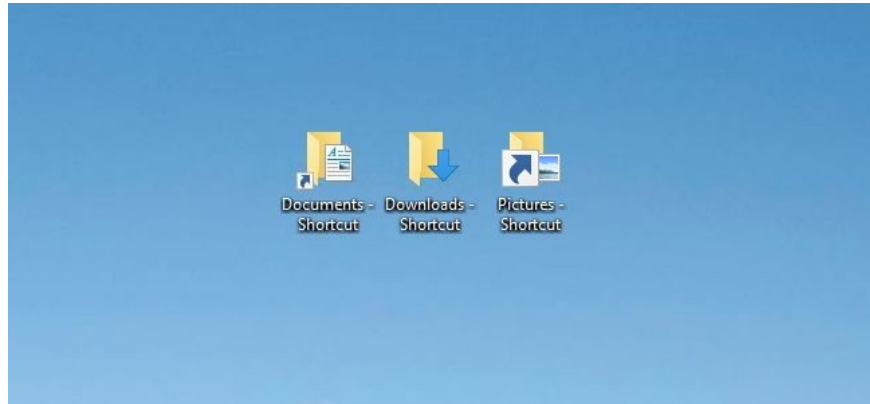 Documents -
Shortcut
Downloads -
Shortcut
Pictures -
Shortcut